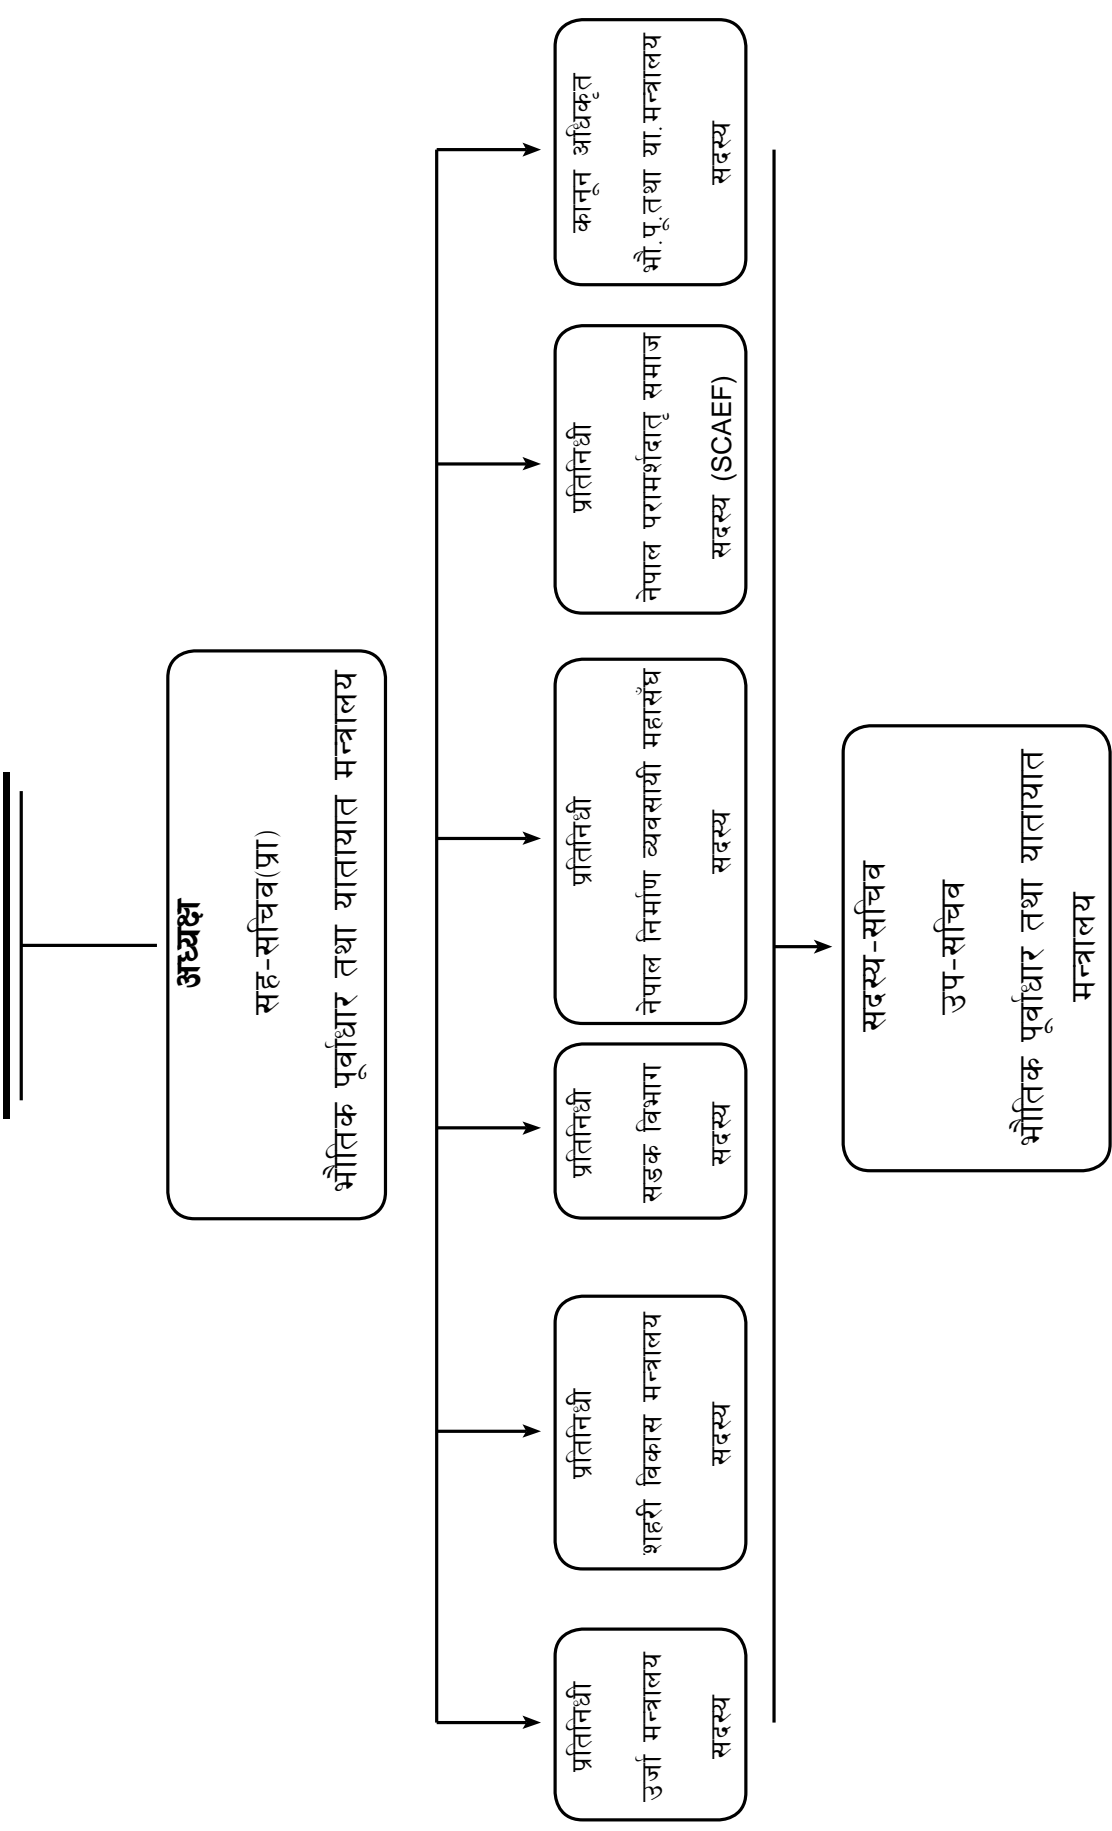 अध्यक्ष
सह-सचिव(प्रा)
भौतिक पूर्वाधार तथा यातायात मन्त्रालय
प्रतिनिधी
उर्जा मन्त्रालय
सदस्य
प्रतिनिधी
शहरी विकास मन्त्रालय
सदस्य
प्रतिनिधी
सडक विभाग
सदस्य
प्रतिनिधी
नेपाल निर्माण व्यवसायी महासंघ
सदस्य
प्रतिनिधी
नेपाल परामर्शदातृ समाज
सदस्य (SCAEF)
कानून अधिकृत
भौ.पू.तथा या.मन्त्रालय
सदस्य
सदस्य-सचिव
उप-सचिव
भौतिक पूर्वाधार तथा यातायात
मन्त्रालय